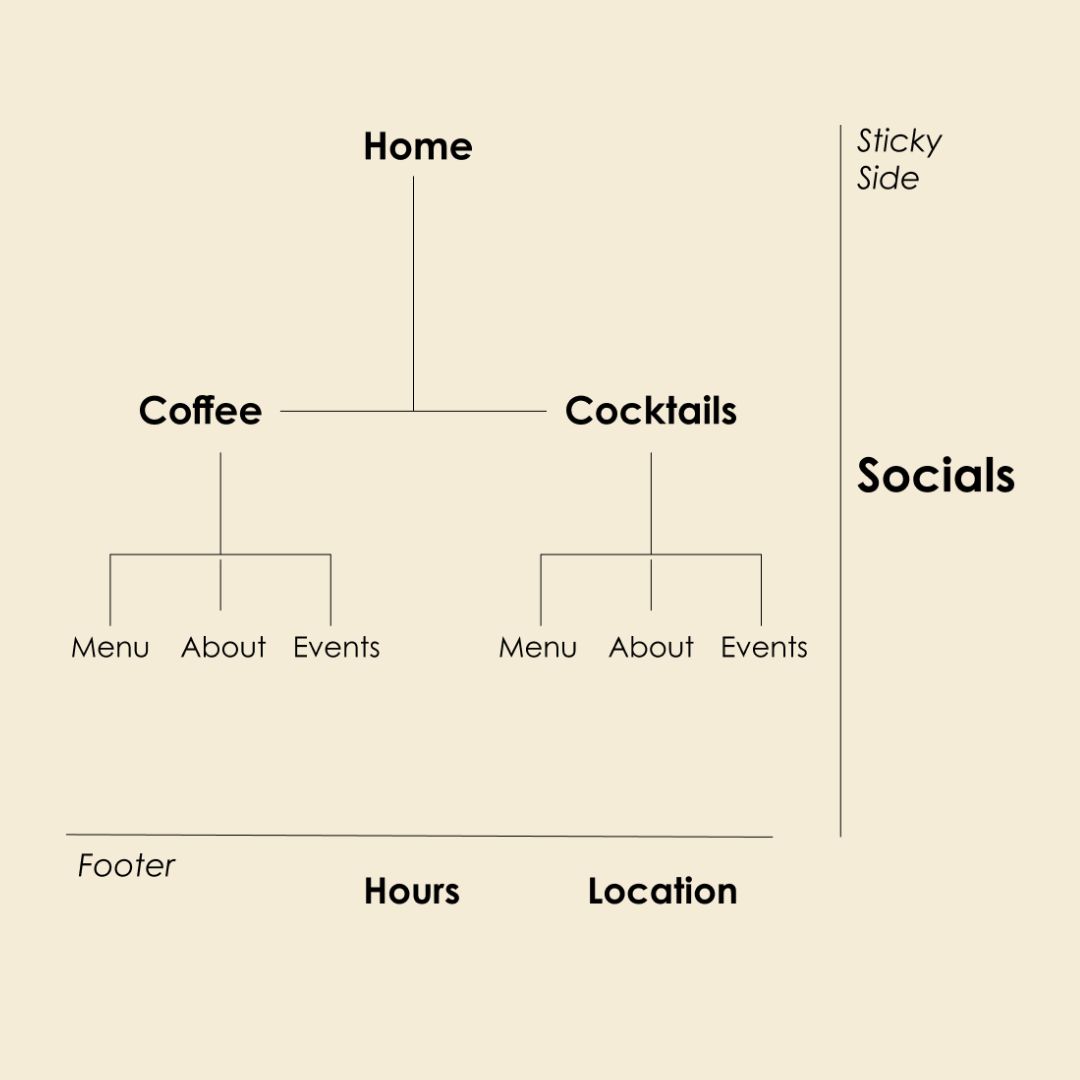 Home
Sticky
Side
Coffee
Cocktails
Socials
Menu About Events
Menu About Events
Footer
Hours
Location